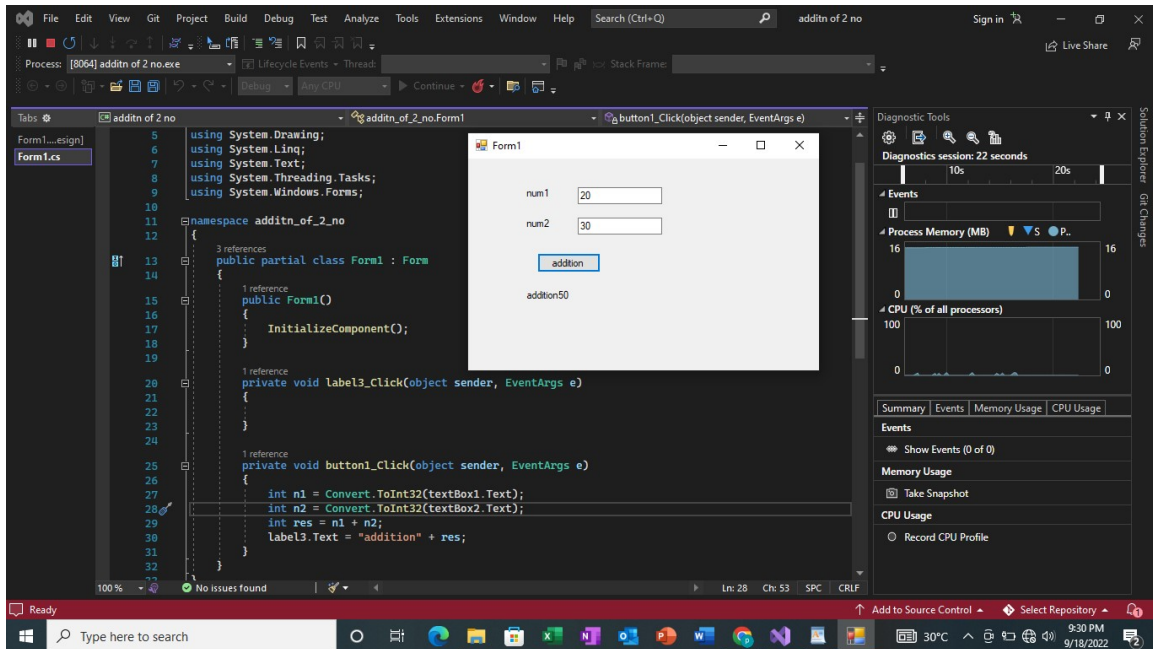 File Edit View Git Project Build Debug Test Analyze Tools Extensions Window Help Search (Ctrl+Q) additn of 2 no Sign in
Live Share
Process: [8064] additn of 2 no.exe Lifecycle Events Thread: Stack Frame:
Debug Any CPU Continue
Tabs additn of 2 no additn_of_2_no.Form1 button1_Click(object sender, EventArgs e)
Form1....esign]
Form1.cs
5 using System.Drawing;
6 using System.Linq;
7 using System.Text;
8 using System.Threading.Tasks;
9 using System.Windows.Forms;
10
11 namespace additn_of_2_no
12 {
3 references
13 public partial class Form1 : Form
14 {
1 reference
15 public Form1()
16 {
17 InitializeComponent();
18 }
19
1 reference
20 private void label3_Click(object sender, EventArgs e)
21 {
22
23 }
24
1 reference
25 private void button1_Click(object sender, EventArgs e)
26 {
27 int n1 = Convert.ToInt32(textBox1.Text);
28 int n2 = Convert.ToInt32(textBox2.Text);
29 int res = n1 + n2;
30 label3.Text = "addition" + res;
31 }
32 }
33 }
100 % No issues found Ln: 28 Ch: 53 SPC CRLF
Form1
num1 20
num2 30
addition
addition50
Diagnostic Tools
Diagnostics session: 22 seconds
10s 20s
Events
Process Memory (MB) S P..
16 16
0 0
CPU (% of all processors)
100 100
0 0
Summary Events Memory Usage CPU Usage
Events
Show Events (0 of 0)
Memory Usage
Take Snapshot
CPU Usage
Record CPU Profile
Solution Explorer
Git Changes
Ready Add to Source Control Select Repository
Type here to search 30°C 9:30 PM
9/18/2022